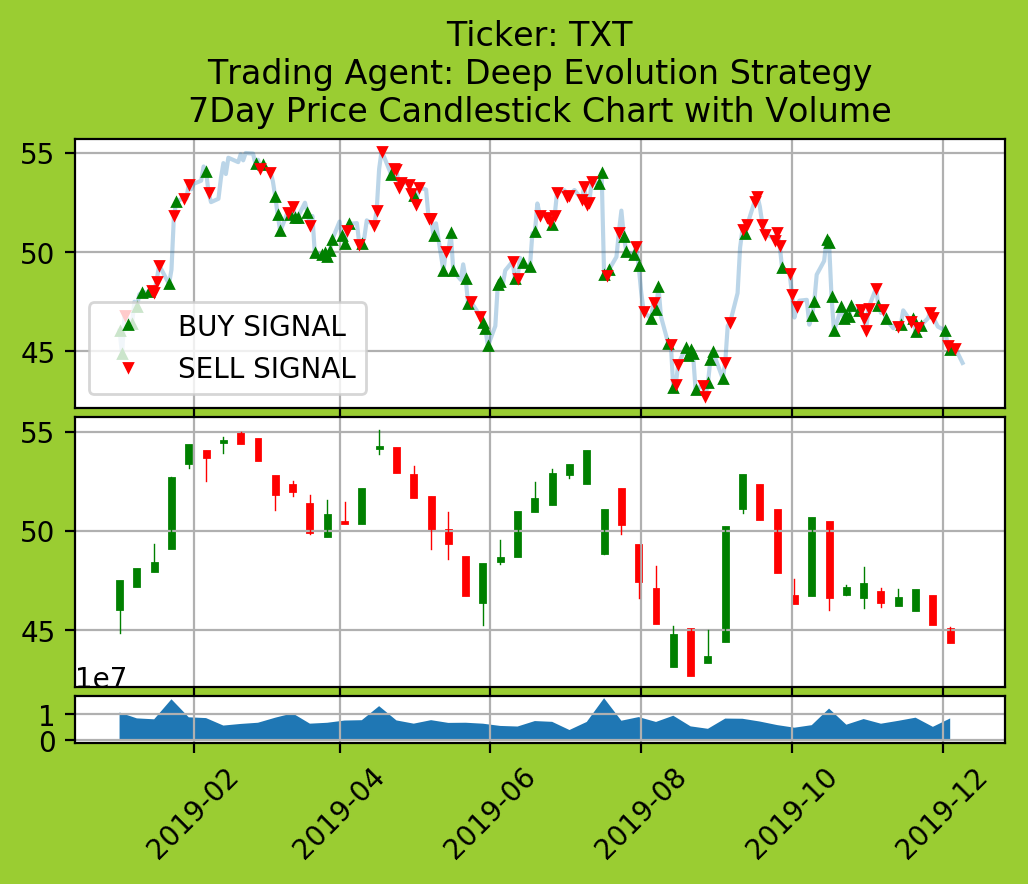 Ticker: TXT
Trading Agent: Deep Evolution Strategy
7Day Price Candlestick Chart with Volume
55
50
45
BUY SIGNAL
SELL SIGNAL
55
50
45
1e7
1
0
2019-02
2019-04
2019-06
2019-08
2019-10
2019-12